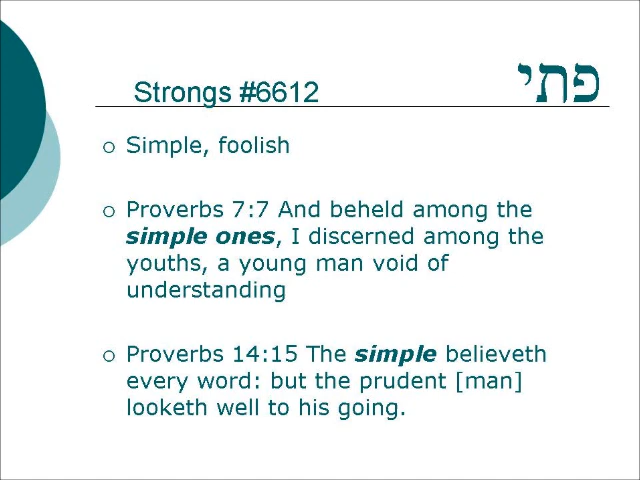 Strongs #6612 פתי
Simple, foolish
Proverbs 7:7 And beheld among the
simple ones, I discerned among the
youths, a young man void of
understanding
Proverbs 14:15 The simple believeth
every word: but the prudent [man]
looketh well to his going.